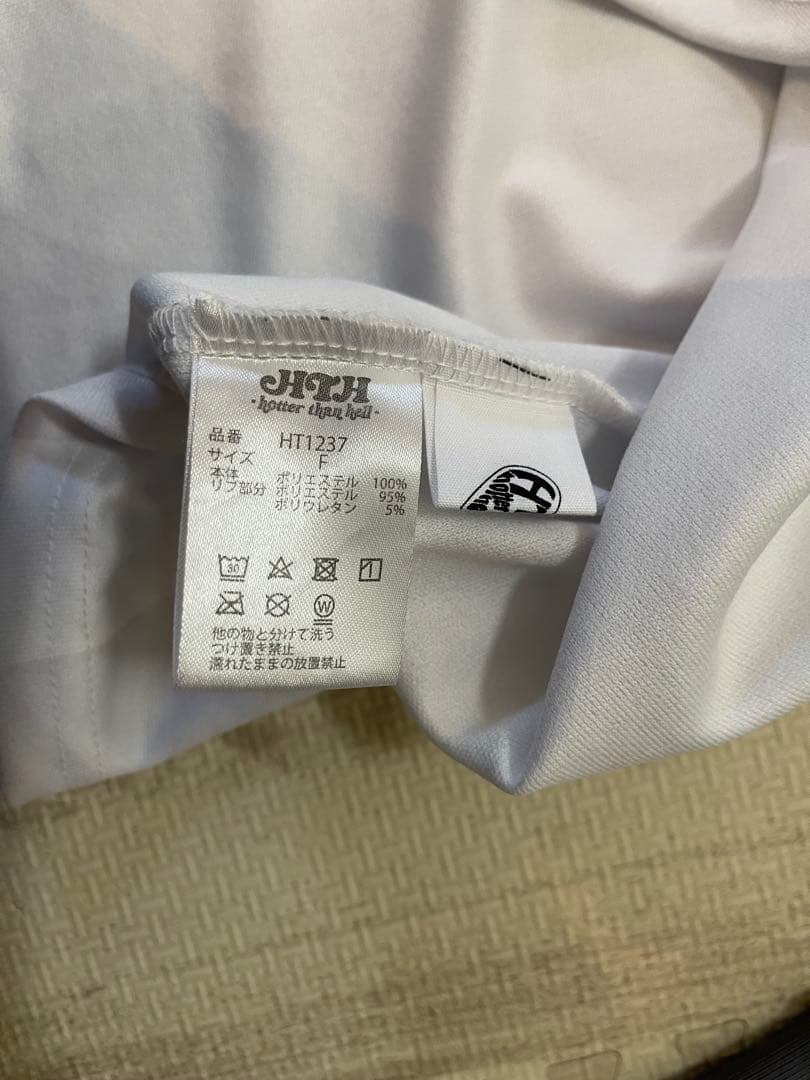 HTH
- hotter than hell -
品番 HT1237
サイズ F
本体 ポリエステル 100%
リブ部分 ポリエステル 95%
ポリウレタン 5%
30
W
他の物と分けて洗う
つけ置き禁止
濡れたままの放置禁止